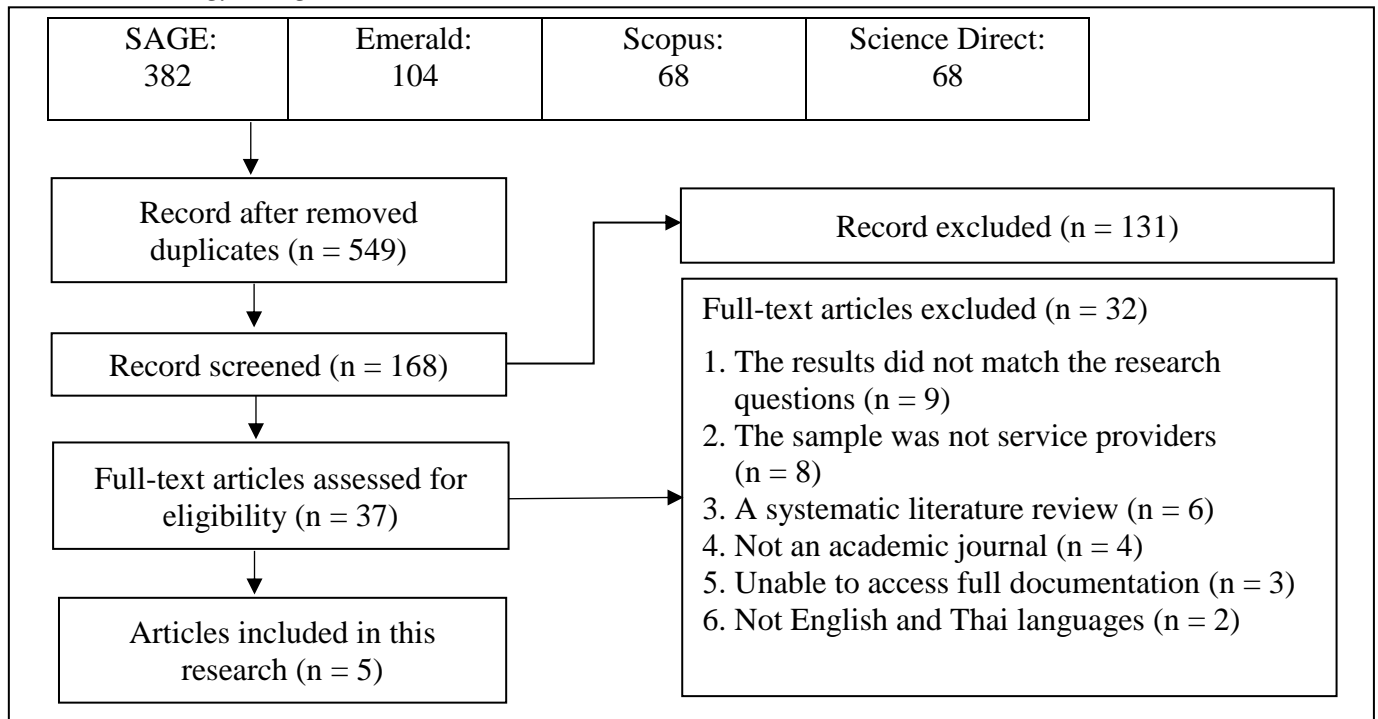 SAGE:
382
Emerald:
104
Scopus:
68
Science Direct:
68
Record after removed
duplicates (n = 549)
Record excluded (n = 131)
Record screened (n = 168)
Full-text articles excluded (n = 32)
1. The results did not match the research
questions (n = 9)
2. The sample was not service providers
(n = 8)
3. A systematic literature review (n = 6)
4. Not an academic journal (n = 4)
5. Unable to access full documentation (n = 3)
6. Not English and Thai languages (n = 2)
Full-text articles assessed for
eligibility (n = 37)
Articles included in this
research (n = 5)